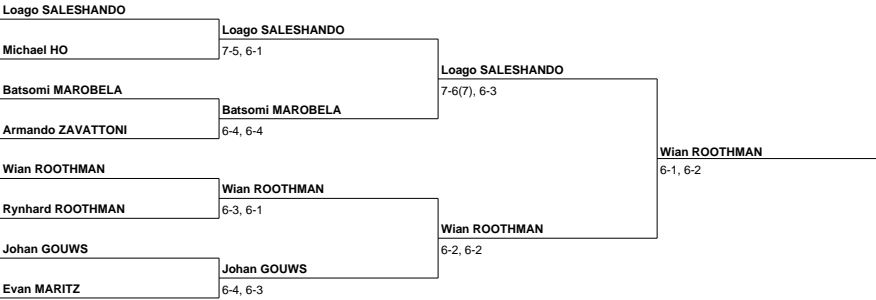 Loago SALESHANDO
Loago SALESHANDO
Michael HO
7-5, 6-1
Loago SALESHANDO
Batsomi MAROBELA
7-6(7), 6-3
Batsomi MAROBELA
Armando ZAVATTONI
6-4, 6-4
Wian ROOTHMAN
Wian ROOTHMAN
6-1, 6-2
Wian ROOTHMAN
Rynhard ROOTHMAN
6-3, 6-1
Wian ROOTHMAN
Johan GOUWS
6-2, 6-2
Johan GOUWS
Evan MARITZ
6-4, 6-3